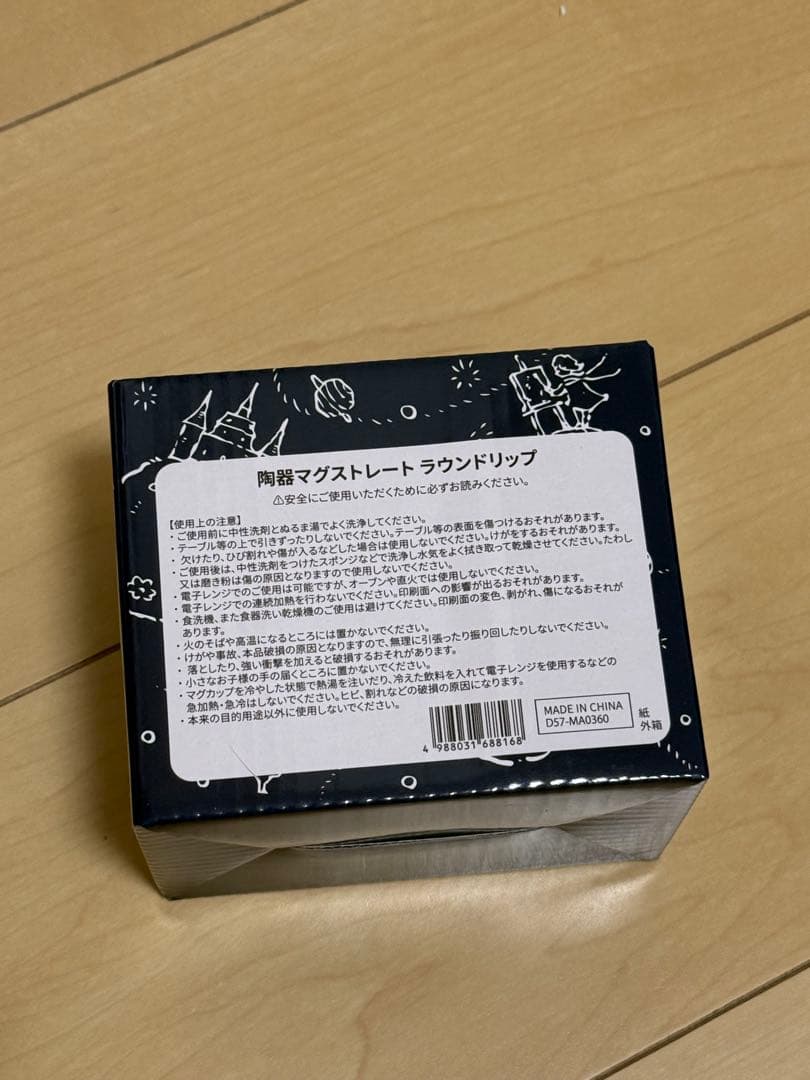 陶器マグストレート ラウンドリップ
⚠安全にご使用いただくために必ずお読みください。
【使用上の注意】
・ご使用前に中性洗剤とぬるま湯でよく洗浄してください。
・テーブル等の上で引きずったりしないでください。テーブル等の表面を傷つけるおそれがあります。
・欠けたり、ひび割れや傷が入るなどした場合は使用しないでください。けがをするおそれがあります。
・ご使用後は、中性洗剤をつけたスポンジなどで洗浄し水気をよく拭き取って乾燥させてください。たわし
又は磨き粉は傷の原因となりますので使用しないでください。
・電子レンジでのご使用は可能ですが、オーブンや直火では使用しないでください。
・電子レンジでの連続加熱を行わないでください。印刷面への影響が出るおそれがあります。
・食洗機、また食器洗い乾燥機のご使用は避けてください。印刷面の変色、剥がれ、傷になるおそれが
あります。
・火のそばや高温になるところには置かないでください。
・けがや事故、本品破損の原因となりますので、無理に引張ったり振り回したりしないでください。
・落としたり、強い衝撃を加えると破損するおそれがあります。
・小さなお子様の手の届くところに置かないでください。
・マグカップを冷やした状態で熱湯を注いだり、冷えた飲料を入れて電子レンジを使用するなどの
急加熱・急冷はしないでください。ヒビ、割れなどの破損の原因になります。
・本来の目的用途以外に使用しないでください。
4 988031 688168
MADE IN CHINA
D57-MA0360
紙
外箱